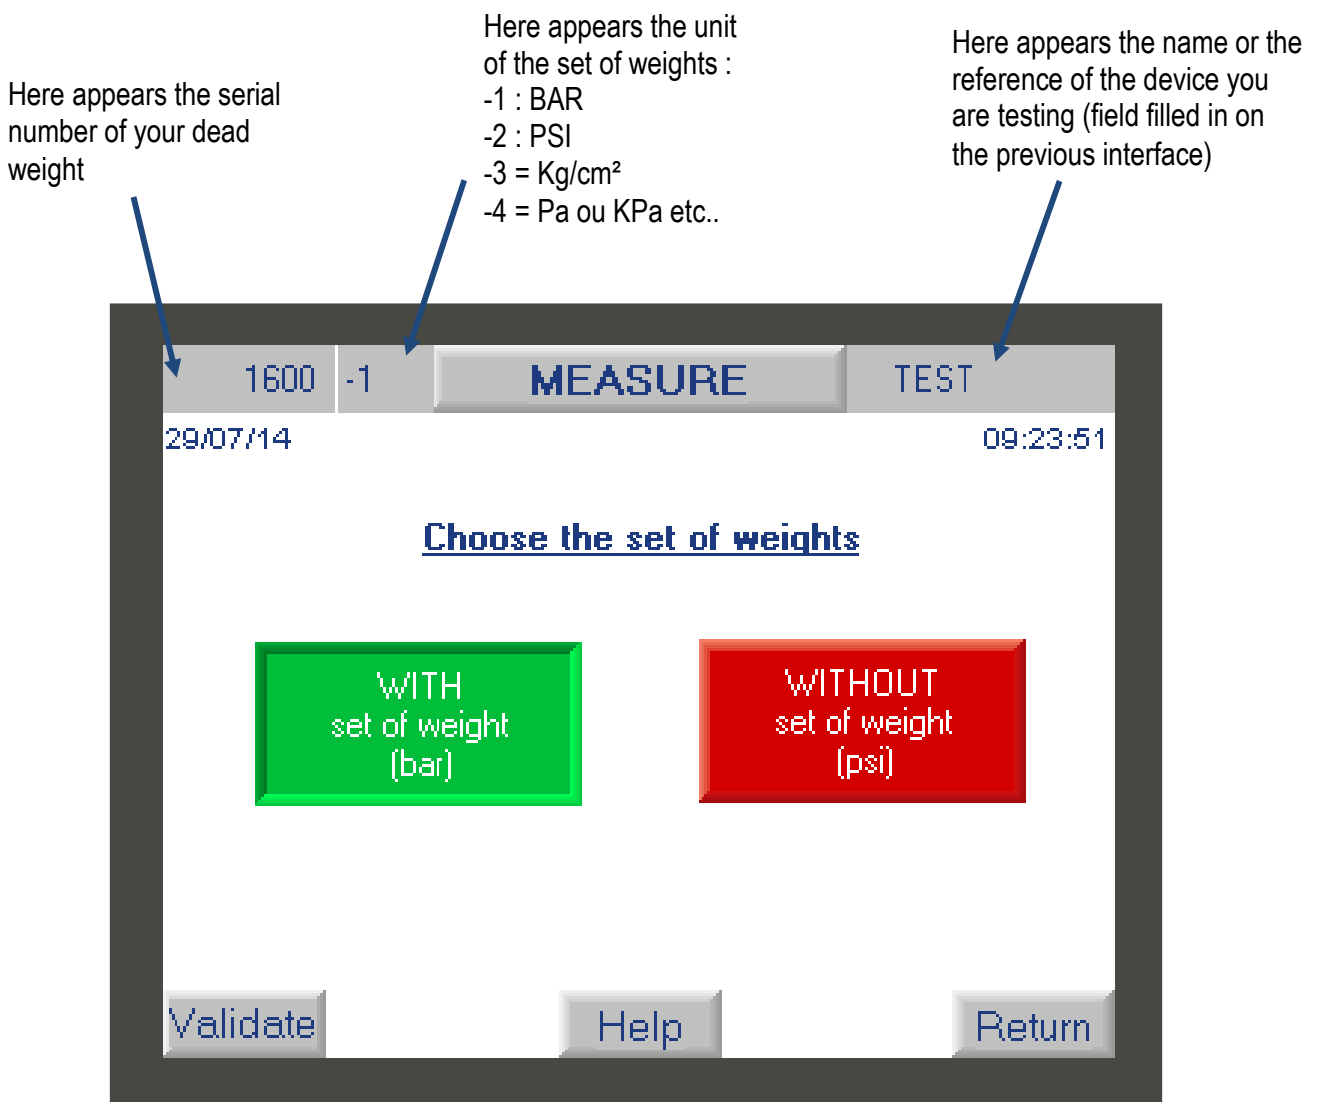 Here appears the serial
number of your dead
weight
Here appears the unit
of the set of weights :
-1 : BAR
-2 : PSI
-3 = Kg/cm²
-4 = Pa ou KPa etc..
Here appears the name or the
reference of the device you
are testing (field filled in on
the previous interface)
1600 -1 MEASURE TEST
29/07/14 09:23:51
Choose the set of weights
WITH
set of weight
(bar)
WITHOUT
set of weight
(psi)
Validate Help Return